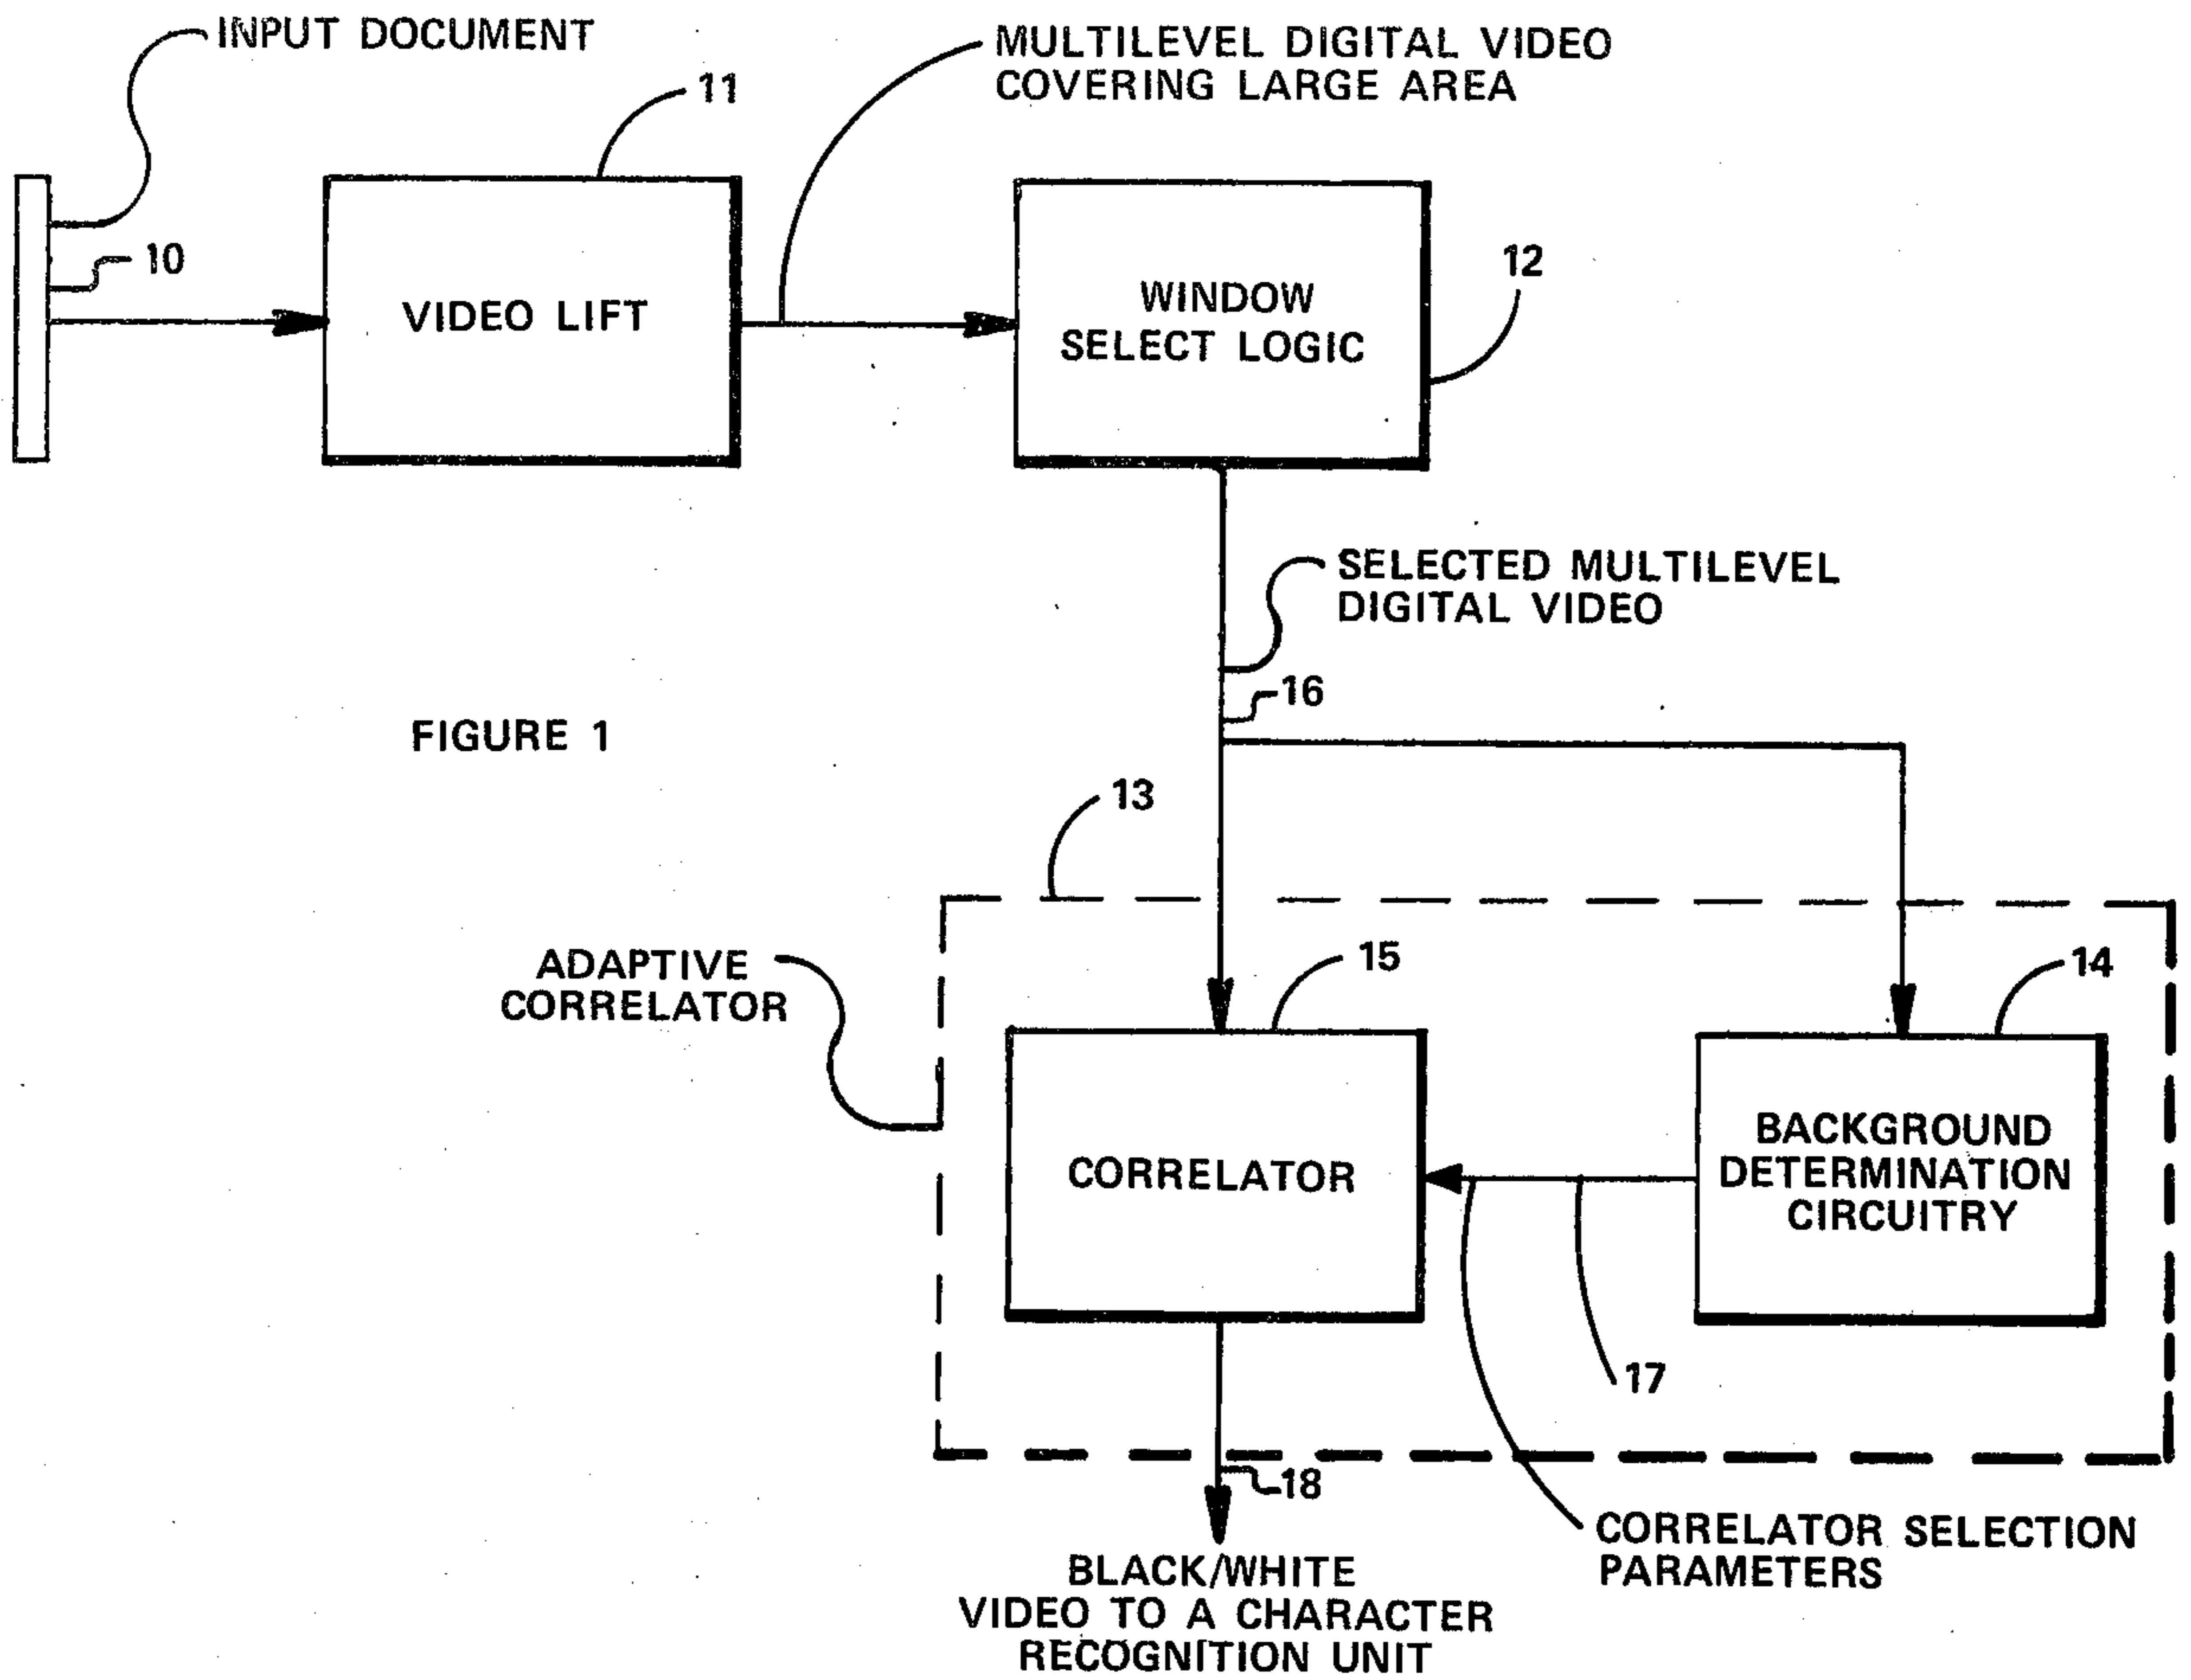 INPUT DOCUMENT
MULTILEVEL DIGITAL VIDEO
COVERING LARGE AREA
11
10
VIDEO LIFT
WINDOW
SELECT LOGIC
12
SELECTED MULTILEVEL
DIGITAL VIDEO
16
FIGURE 1
13
ADAPTIVE
CORRELATOR
15
14
CORRELATOR
BACKGROUND
DETERMINATION
CIRCUITRY
17
18
CORRELATOR SELECTION
PARAMETERS
BLACK/WHITE
VIDEO TO A CHARACTER
RECOGNITION UNIT